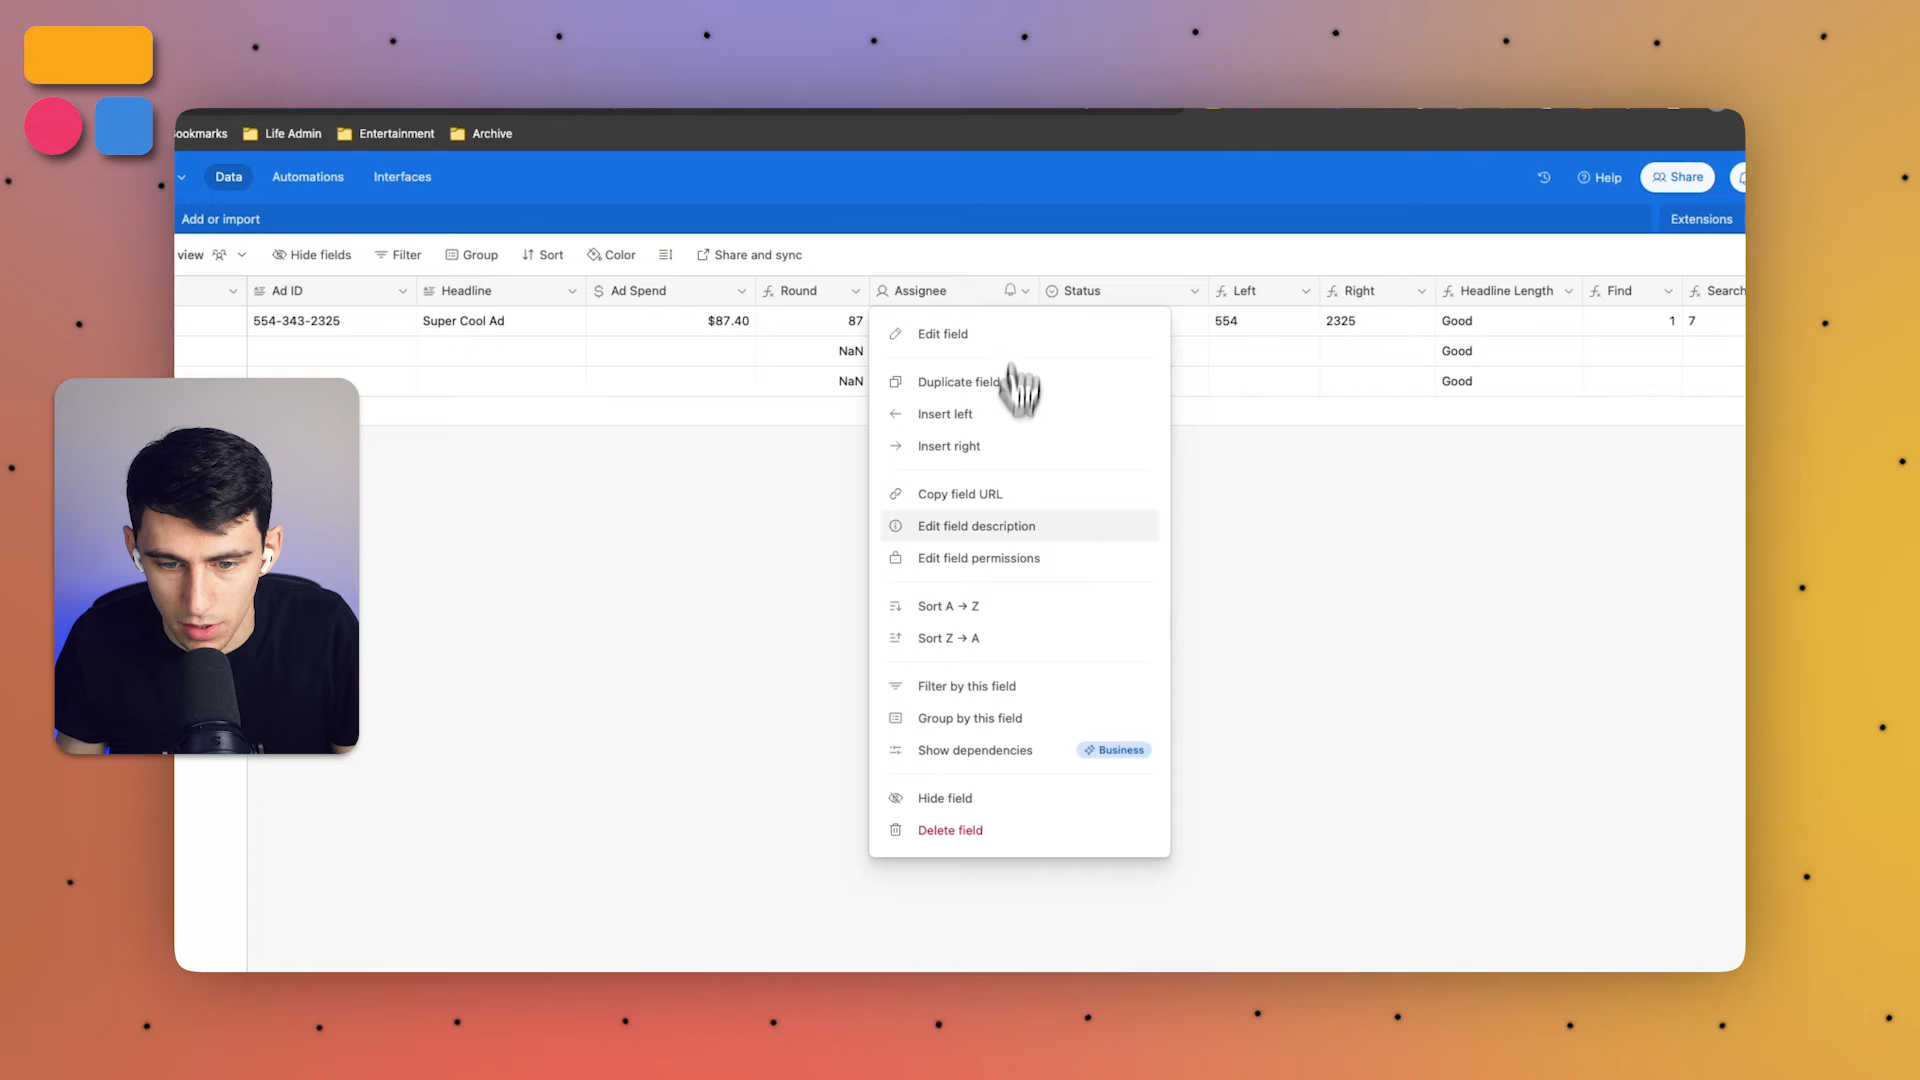 ookmarks Life Admin Entertainment Archive
Data Automations Interfaces Help Share
Add or import Extensions
view Hide fields Filter Group Sort Color Share and sync
Ad ID Headline Ad Spend Round Assignee Status Left Right Headline Length Find Search
554-343-2325 Super Cool Ad $87.40 87 554 2325 Good 1 7
NaN Good
NaN Good
Edit field
Duplicate field
Insert left
Insert right
Copy field URL
Edit field description
Edit field permissions
Sort A → Z
Sort Z → A
Filter by this field
Group by this field
Show dependencies Business
Hide field
Delete field